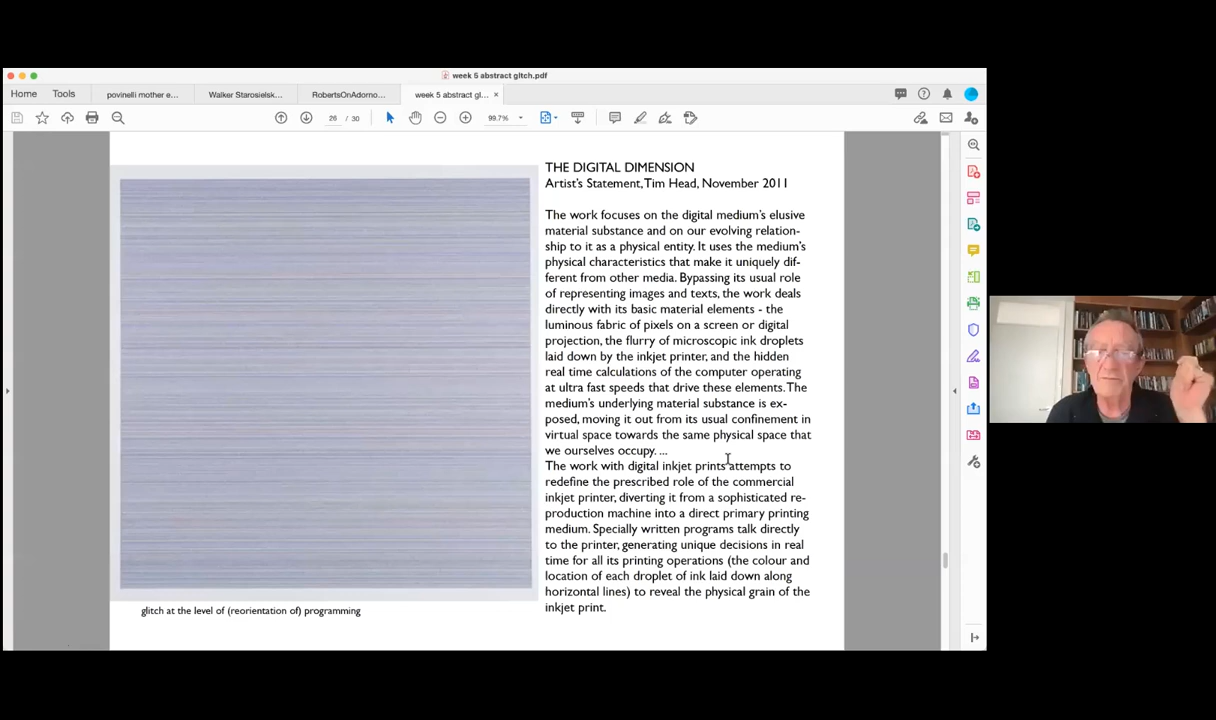 week 5 abstract gltch.pdf
Home
Tools
povinelli mother e...
Walker Starosielsk...
RobertsOnAdorno...
week 5 abstract gl...
26 / 30
99.7%
THE DIGITAL DIMENSION
Artist's Statement, Tim Head, November 2011
The work focuses on the digital medium's elusive
material substance and on our evolving relation-
ship to it as a physical entity. It uses the medium's
physical characteristics that make it uniquely dif-
ferent from other media. Bypassing its usual role
of representing images and texts, the work deals
directly with its basic material elements - the
luminous fabric of pixels on a screen or digital
projection, the flurry of microscopic ink droplets
laid down by the inkjet printer, and the hidden
real time calculations of the computer operating
at ultra fast speeds that drive these elements. The
medium's underlying material substance is ex-
posed, moving it out from its usual confinement in
virtual space towards the same physical space that
we ourselves occupy. ...
The work with digital inkjet prints attempts to
redefine the prescribed role of the commercial
inkjet printer, diverting it from a sophisticated re-
production machine into a direct primary printing
medium. Specially written programs talk directly
to the printer, generating unique decisions in real
time for all its printing operations (the colour and
location of each droplet of ink laid down along
horizontal lines) to reveal the physical grain of the
inkjet print.
glitch at the level of (reorientation of) programming